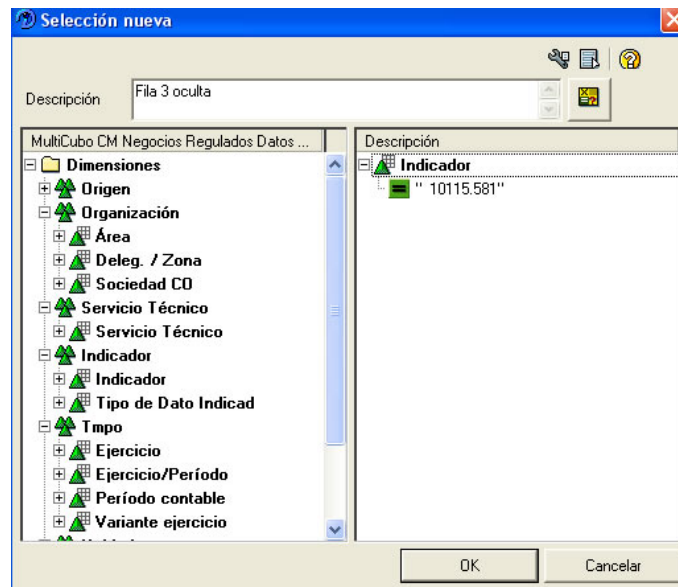 Selección nueva
Descripción
Fila 3 oculta
MultiCubo CM Negocios Regulados Datos ...
Dimensiones
Origen
Organización
Área
Deleg. / Zona
Sociedad CO
Servicio Técnico
Servicio Técnico
Indicador
Indicador
Tipo de Dato Indicad
Tmpo
Ejercicio
Ejercicio/Período
Período contable
Variante ejercicio
Descripción
Indicador
" 10115.581"
OK
Cancelar